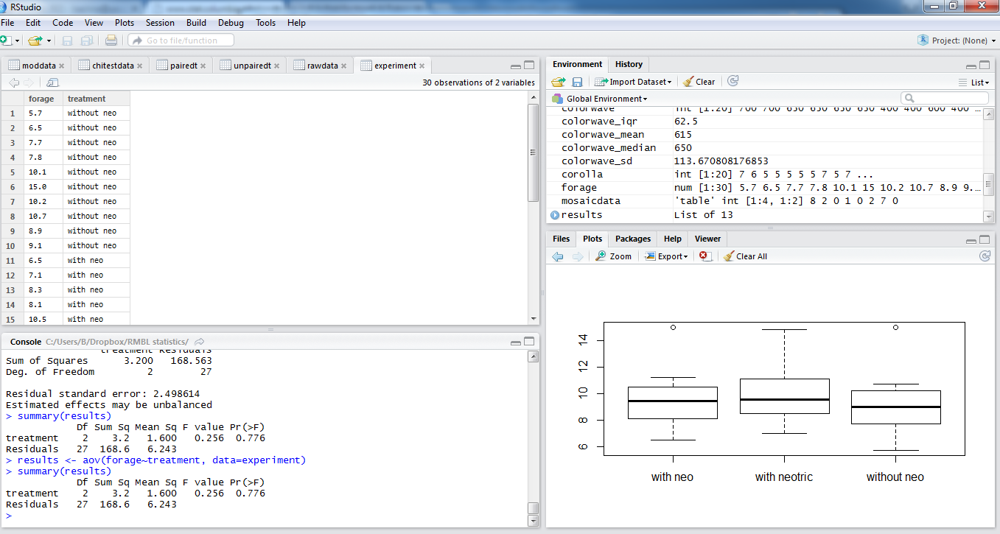 RStudio
File Edit Code View Plots Session Build Debug Tools Help
Go to file/function Project: (None)
moddata chitestdata pairedt unpairedt rawdata experiment
30 observations of 2 variables
forage treatment
1 5.7 without neo
2 6.5 without neo
3 7.7 without neo
4 7.8 without neo
5 10.1 without neo
6 15.0 without neo
7 10.2 without neo
8 10.7 without neo
9 8.9 without neo
10 9.1 without neo
11 6.5 with neo
12 7.1 with neo
13 8.3 with neo
14 8.1 with neo
15 10.5 with neo
Console C:/Users/B/Dropbox/RMBL statistics/
treatment Residuals
Sum of Squares 3.200 168.563
Deg. of Freedom 2 27
Residual standard error: 2.498614
Estimated effects may be unbalanced
> summary(results)
Df Sum Sq Mean Sq F value Pr(>F)
treatment 2 3.2 1.600 0.256 0.776
Residuals 27 168.6 6.243
> results <- aov(forage~treatment, data=experiment)
> summary(results)
Df Sum Sq Mean Sq F value Pr(>F)
treatment 2 3.2 1.600 0.256 0.776
Residuals 27 168.6 6.243
>
Environment History
Import Dataset Clear List
Global Environment
colorwave int [1:20] 700 700 650 650 650 650 400 400 600 400 ...
colorwave_iqr 62.5
colorwave_mean 615
colorwave_median 650
colorwave_sd 113.670808176853
corolla int [1:20] 7 6 5 5 5 5 5 7 5 7 ...
forage num [1:30] 5.7 6.5 7.7 7.8 10.1 15 10.2 10.7 8.9 9.…
mosaicdata 'table' int [1:4, 1:2] 8 2 0 1 0 2 7 0
results List of 13
Files Plots Packages Help Viewer
Zoom Export Clear All
14
12
10
8
6
with neo with neotric without neo